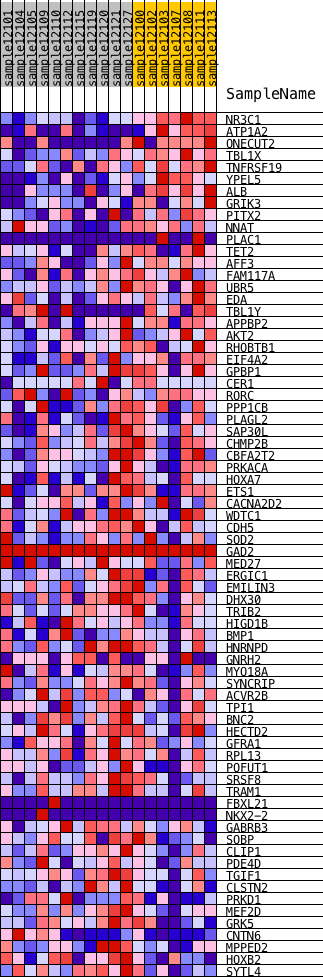 sample12101
sample12104
sample12105
sample12109
sample12112
sample12115
sample12119
sample12120
sample12121
sample12100
sample12102
sample12103
sample12107
sample12108
sample12111
sample12113
SampleName
NR3C1
ATP1A2
ONECUT2
TBL1X
TNFRSF19
YPEL5
ALB
GRIK3
PITX2
NNAT
PLAC1
TET2
AFF3
FAM117A
UBR5
EDA
TBL1Y
APPBP2
AKT2
RHOBTB1
EIF4A2
GPBP1
CER1
RORC
PPP1CB
PLAGL2
SAP30L
CHMP2B
CBFA2T2
PRKACA
HOXA7
ETS1
CACNA2D2
WDTC1
CDH5
SOD2
GAD2
MED27
ERGIC1
EMILIN3
DHX30
TRIB2
HIGD1B
BMP1
HNRNPD
GNRH2
MYO18A
SYNCRIP
ACVR2B
TPI1
BNC2
HECTD2
GFRA1
RPL13
POFUT1
SRSF8
TRAM1
FBXL21
NKX2-2
GABRB3
SOBP
CLIP1
PDE4D
TGIF1
CLSTN2
PRKD1
MEF2D
GRK5
CNTN6
MPPED2
HOXB2
SYTL4